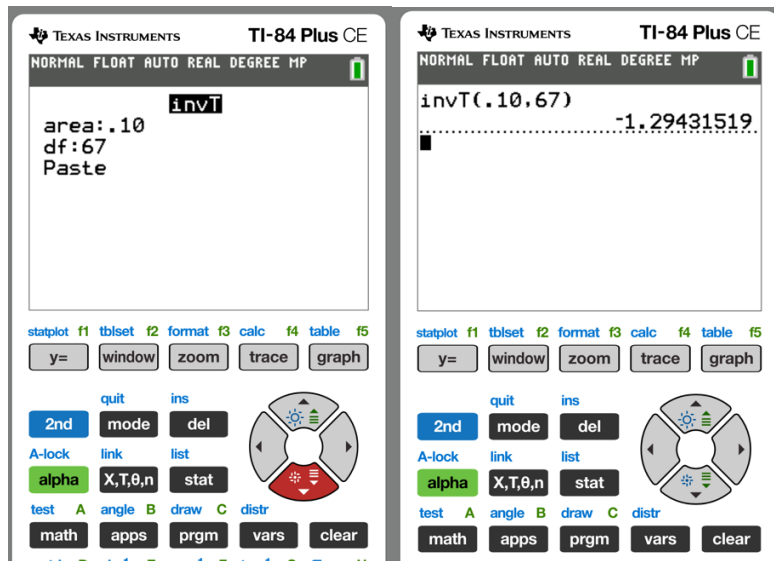 TEXAS INSTRUMENTS TI-84 Plus CE
NORMAL FLOAT AUTO REAL DEGREE MP
invT
area:.10
df:67
Paste
statplot f1 tblset f2 format f3 calc f4 table f5
y= window zoom trace graph
quit ins
2nd mode del
A-lock link list
alpha X,T,θ,n stat
test A angle B draw C distr
math apps prgm vars clear
TEXAS INSTRUMENTS TI-84 Plus CE
NORMAL FLOAT AUTO REAL DEGREE MP
invT(.10,67)
-1.29431519
statplot f1 tblset f2 format f3 calc f4 table f5
y= window zoom trace graph
quit ins
2nd mode del
A-lock link list
alpha X,T,θ,n stat
test A angle B draw C distr
math apps prgm vars clear